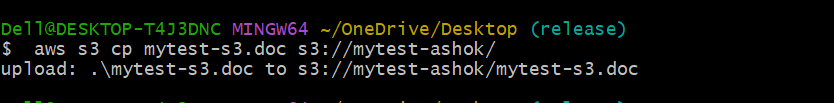 Dell@DESKTOP-T4J3DNC MINGW64 ~/OneDrive/Desktop (release)
$  aws s3 cp mytest-s3.doc s3://mytest-ashok/
upload: .\mytest-s3.doc to s3://mytest-ashok/mytest-s3.doc